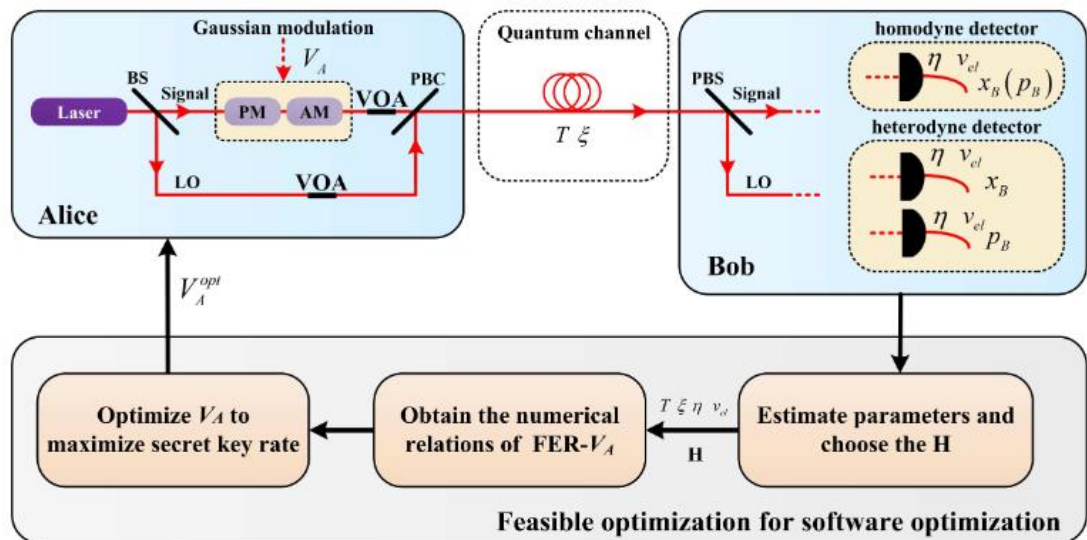 Gaussian modulation
V_A
BS
Signal
PM
AM
VOA
PBC
Laser
LO
VOA
Alice
Quantum channel
T ξ
PBS
Signal
LO
homodyne detector
η v_el
x_B(p_B)
heterodyne detector
η v_el
x_B
η v_el
p_B
Bob
V_A^opt
Optimize V_A to
maximize secret key rate
Obtain the numerical
relations of FER-V_A
T ξ η v_el
H
Estimate parameters and
choose the H
Feasible optimization for software optimization